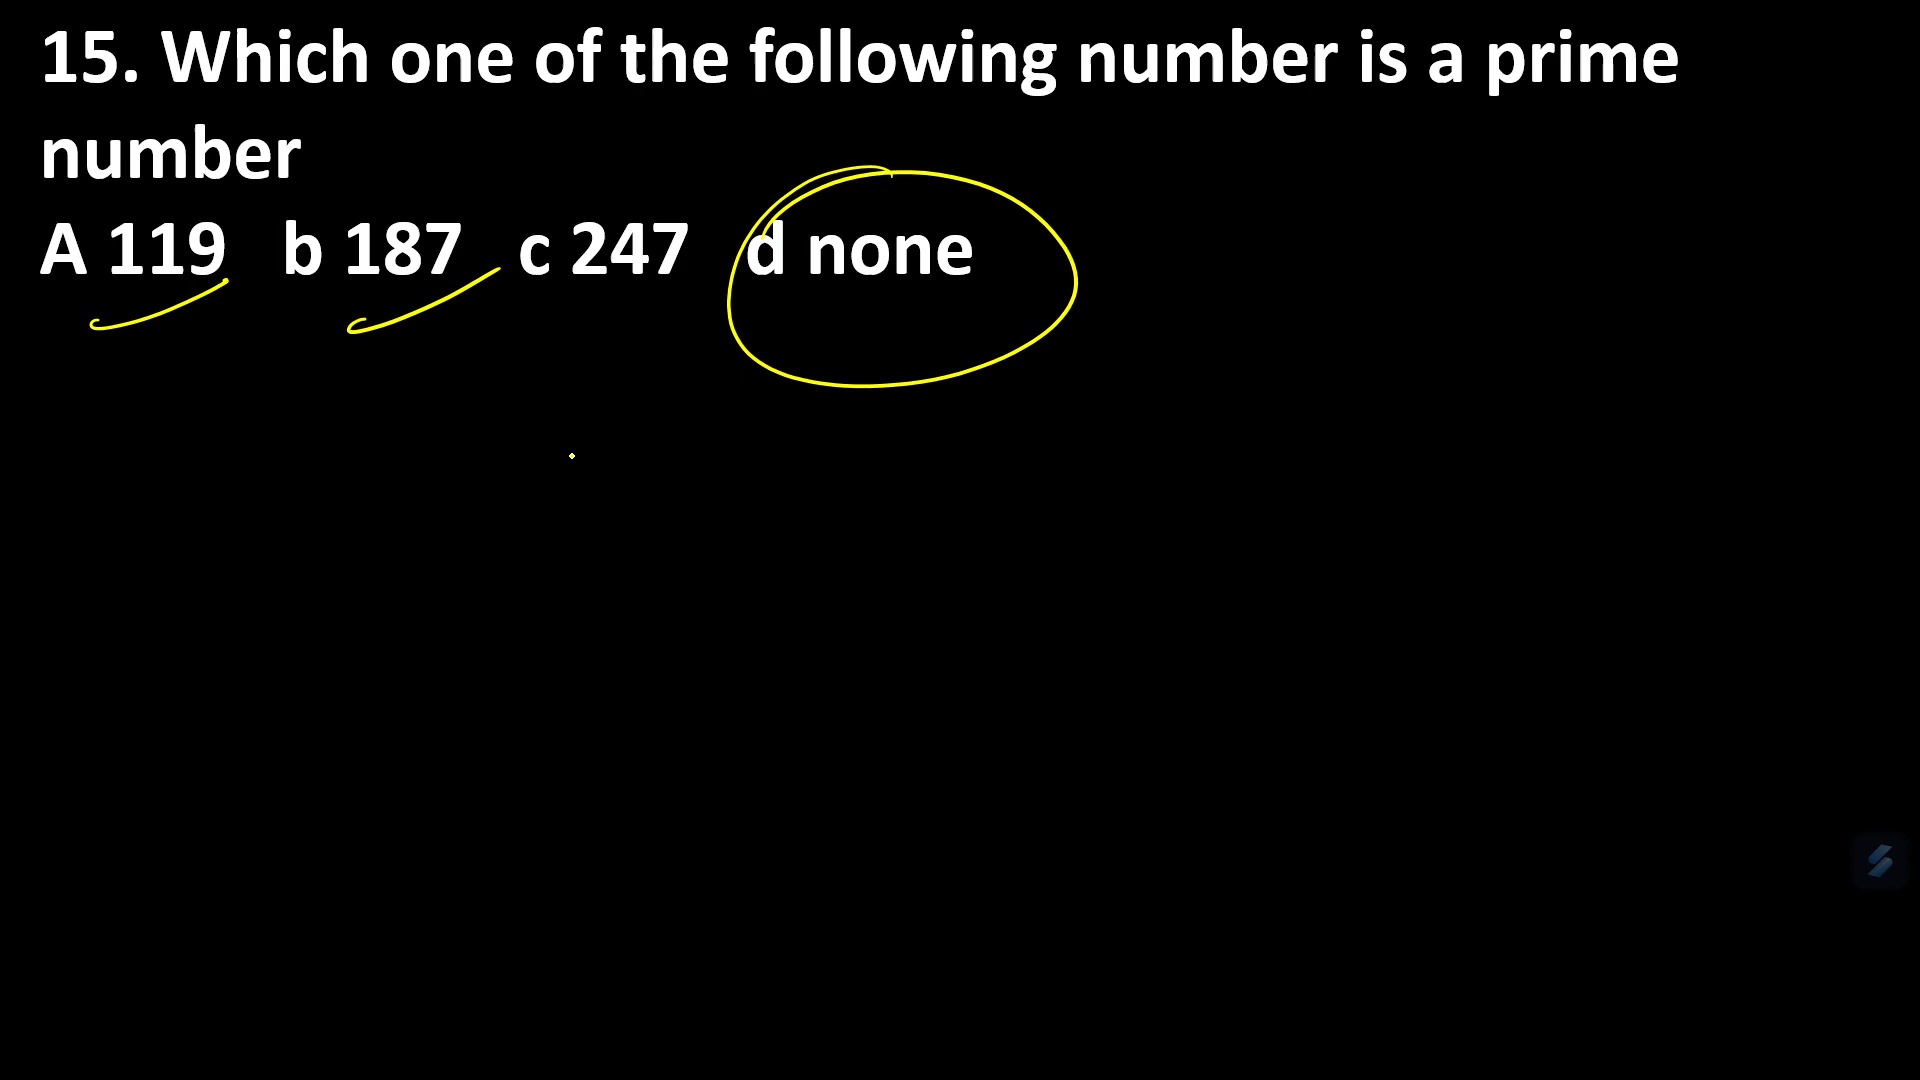 15. Which one of the following number is a prime
number
A 119 b 187 c 247 d none